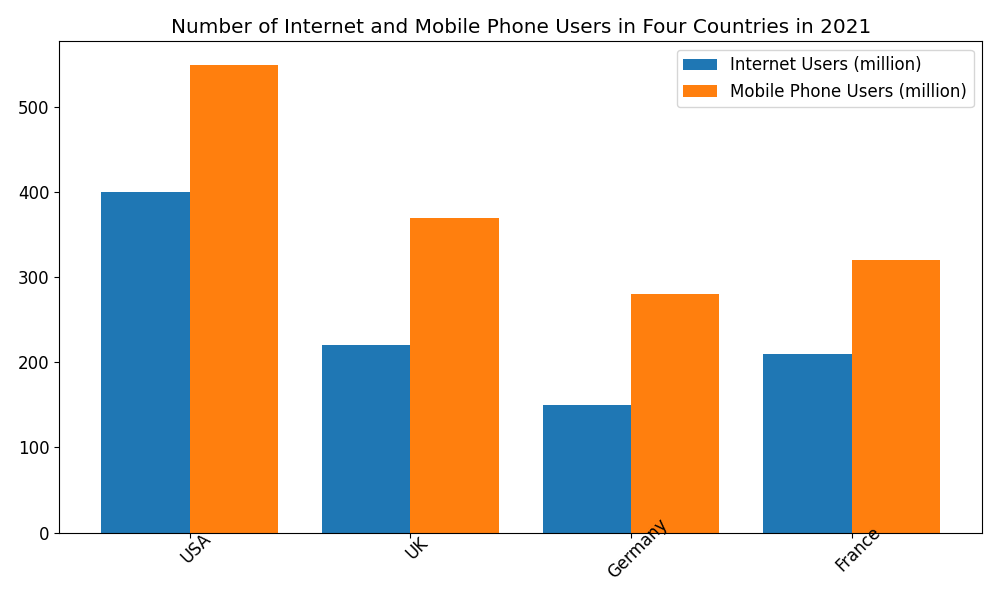 Number of Internet and Mobile Phone Users in Four Countries in 2021
Internet Users (million)
Mobile Phone Users (million)
500
400
300
200
100
0
USA
UK
Germany
France